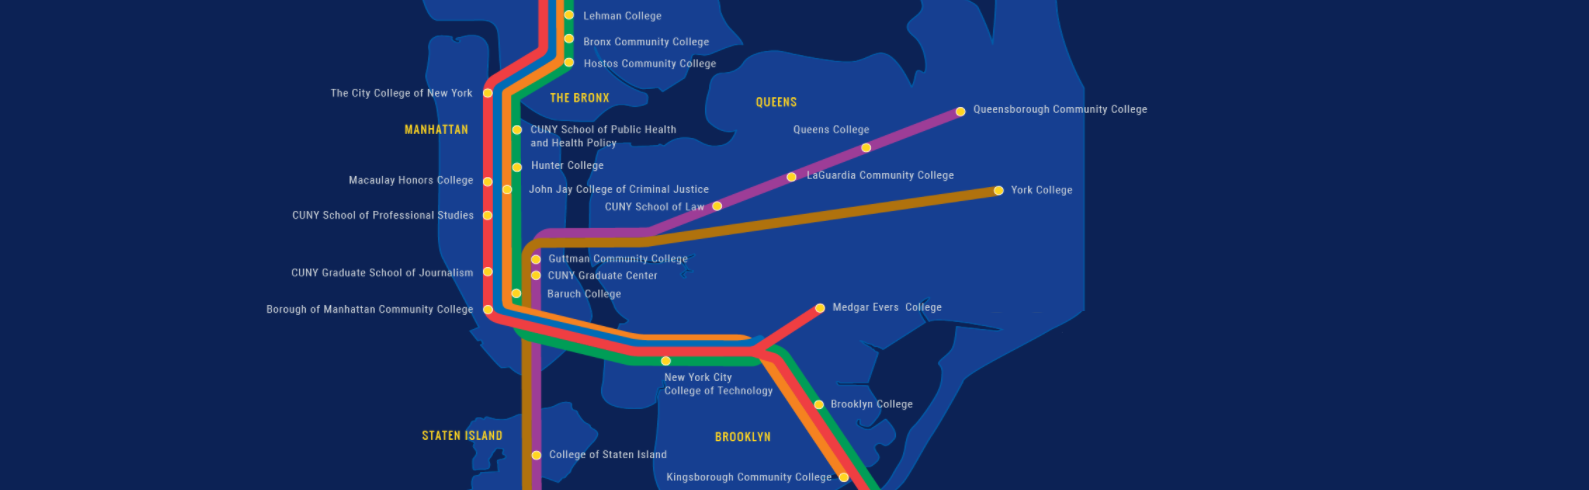 Lehman College
Bronx Community College
Hostos Community College
The City College of New York
THE BRONX
QUEENS
Queensborough Community College
MANHATTAN
CUNY School of Public Health
and Health Policy
Queens College
Hunter College
LaGuardia Community College
Macaulay Honors College
John Jay College of Criminal Justice
York College
CUNY School of Law
CUNY School of Professional Studies
Guttman Community College
CUNY Graduate School of Journalism
CUNY Graduate Center
Baruch College
Borough of Manhattan Community College
Medgar Evers  College
New York City
College of Technology
Brooklyn College
STATEN ISLAND
BROOKLYN
College of Staten Island
Kingsborough Community College